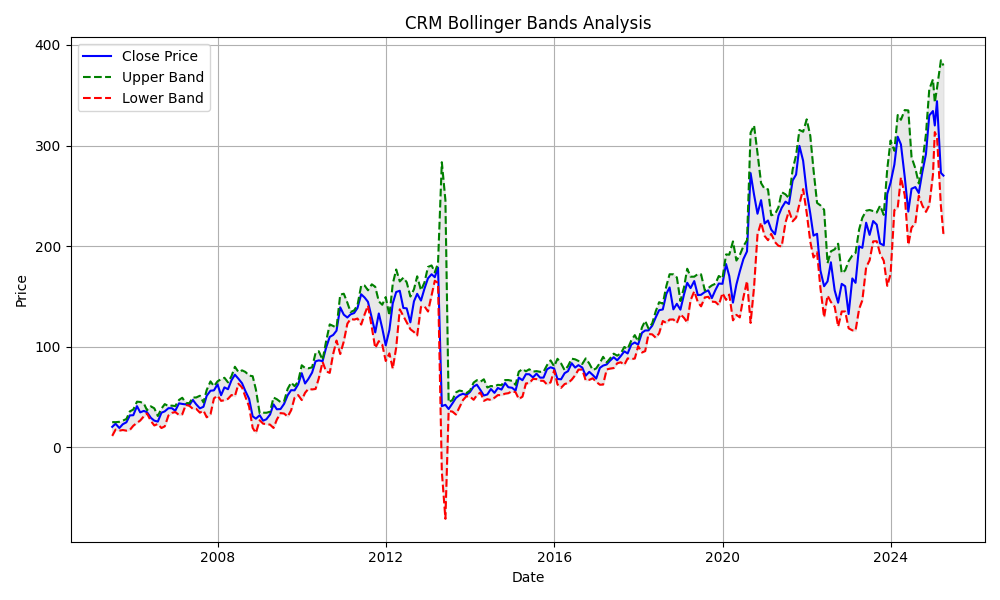 CRM Bollinger Bands Analysis
Close Price
Upper Band
Lower Band
Price
400
300
200
100
0
2008
2012
2016
2020
2024
Date